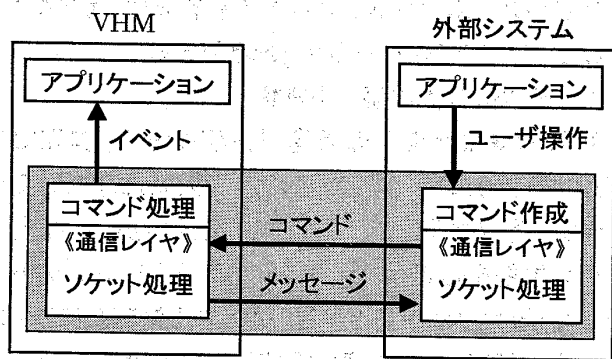 VHM
外部システム
アプリケーション
アプリケーション
イベント
ユーザ操作
コマンド処理
《通信レイヤ》
ソケット処理
コマンド
メッセージ
コマンド作成
《通信レイヤ》
ソケット処理